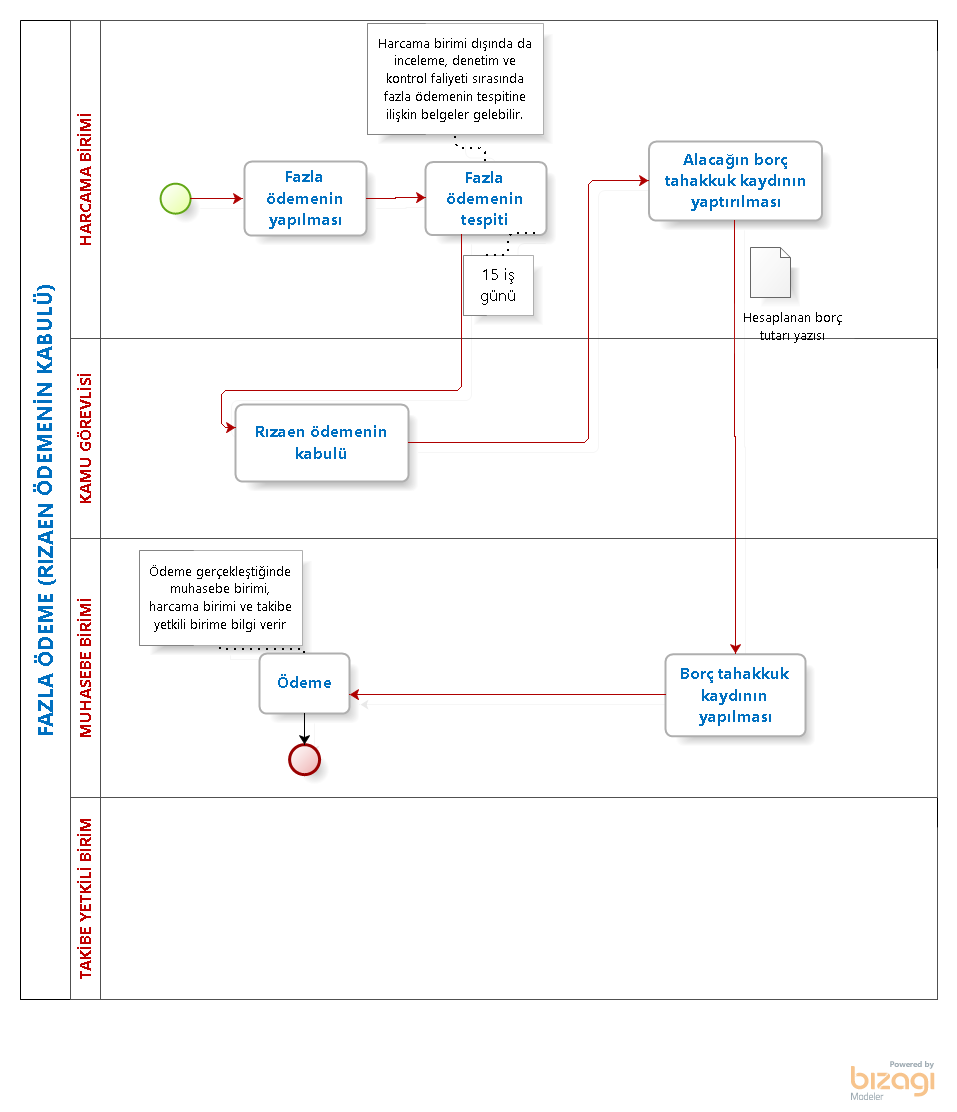 FAZLA ÖDEME (RIZAEN ÖDEMENİN KABULÜ)
HARCAMA BİRİMİ
Harcama birimi dışında da
inceleme, denetim ve
kontrol faliyeti sırasında
fazla ödemenin tespitine
ilişkin belgeler gelebilir.
Fazla
ödemenin
yapılması
Fazla
ödemenin
tespiti
Alacağın borç
tahakkuk kaydının
yaptırılması
15 iş
günü
Hesaplanan borç
tutarı yazısı
KAMU GÖREVLİSİ
Rızaen ödemenin
kabulü
MUHASEBE BİRİMİ
Ödeme gerçekleştiğinde
muhasebe birimi,
harcama birimi ve takibe
yetkili birime bilgi verir
Ödeme
Borç tahakkuk
kaydının
yapılması
TAKİBE YETKİLİ BİRİM
Powered by
bizagi
Modeler